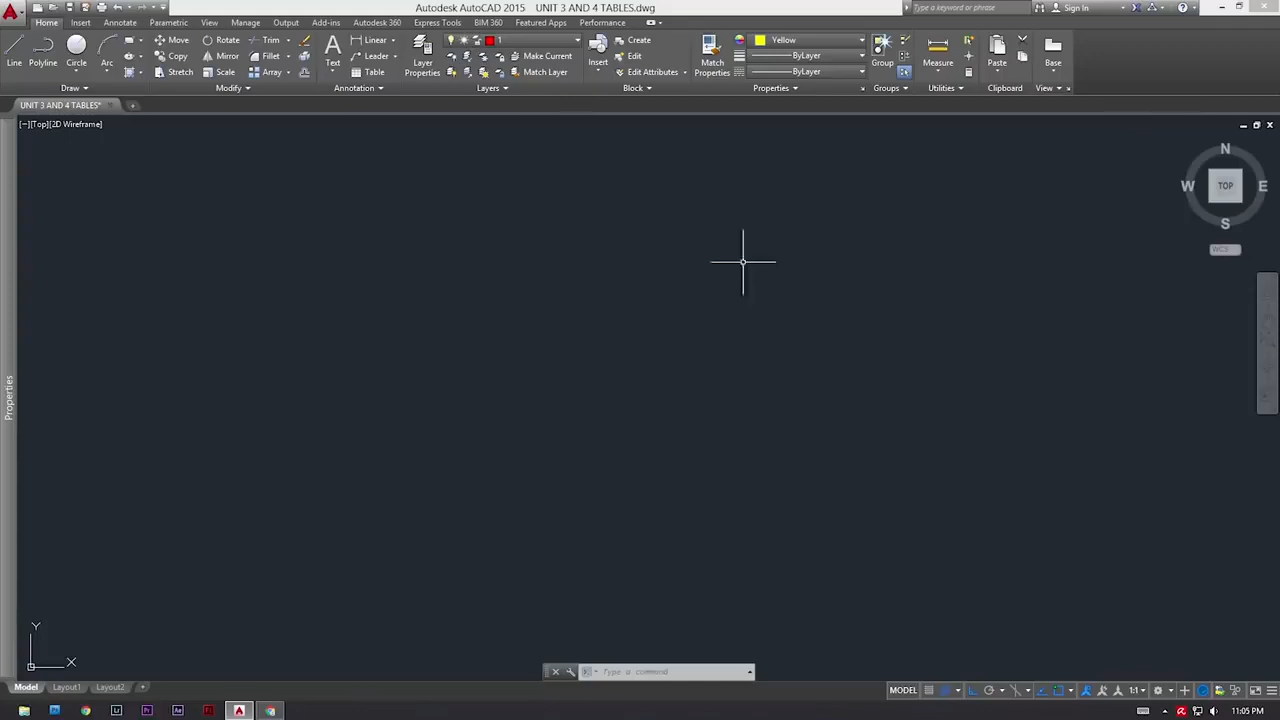 Autodesk AutoCAD 2015 UNIT 3 AND 4 TABLES.dwg
Type a keyword or phrase
Sign In
Home Insert Annotate Parametric View Manage Output Add-ins Autodesk 360 Express Tools BIM 360 Featured Apps Performance
Line Polyline Circle Arc
Move Rotate Trim
Copy Mirror Fillet
Stretch Scale Array
Text
Linear
Leader
Table
Layer Properties
1
Make Current
Match Layer
Insert
Create
Edit
Edit Attributes
Match Properties
Yellow
ByLayer
ByLayer
Group
Measure
Paste
Base
Draw Modify Annotation Layers Block Properties Groups Utilities Clipboard View
UNIT 3 AND 4 TABLES*
[−][Top][2D Wireframe]
N
W TOP E
S
WCS
Properties
Y
X
Type a command
Model Layout1 Layout2
MODEL 1:1
11:05 PM